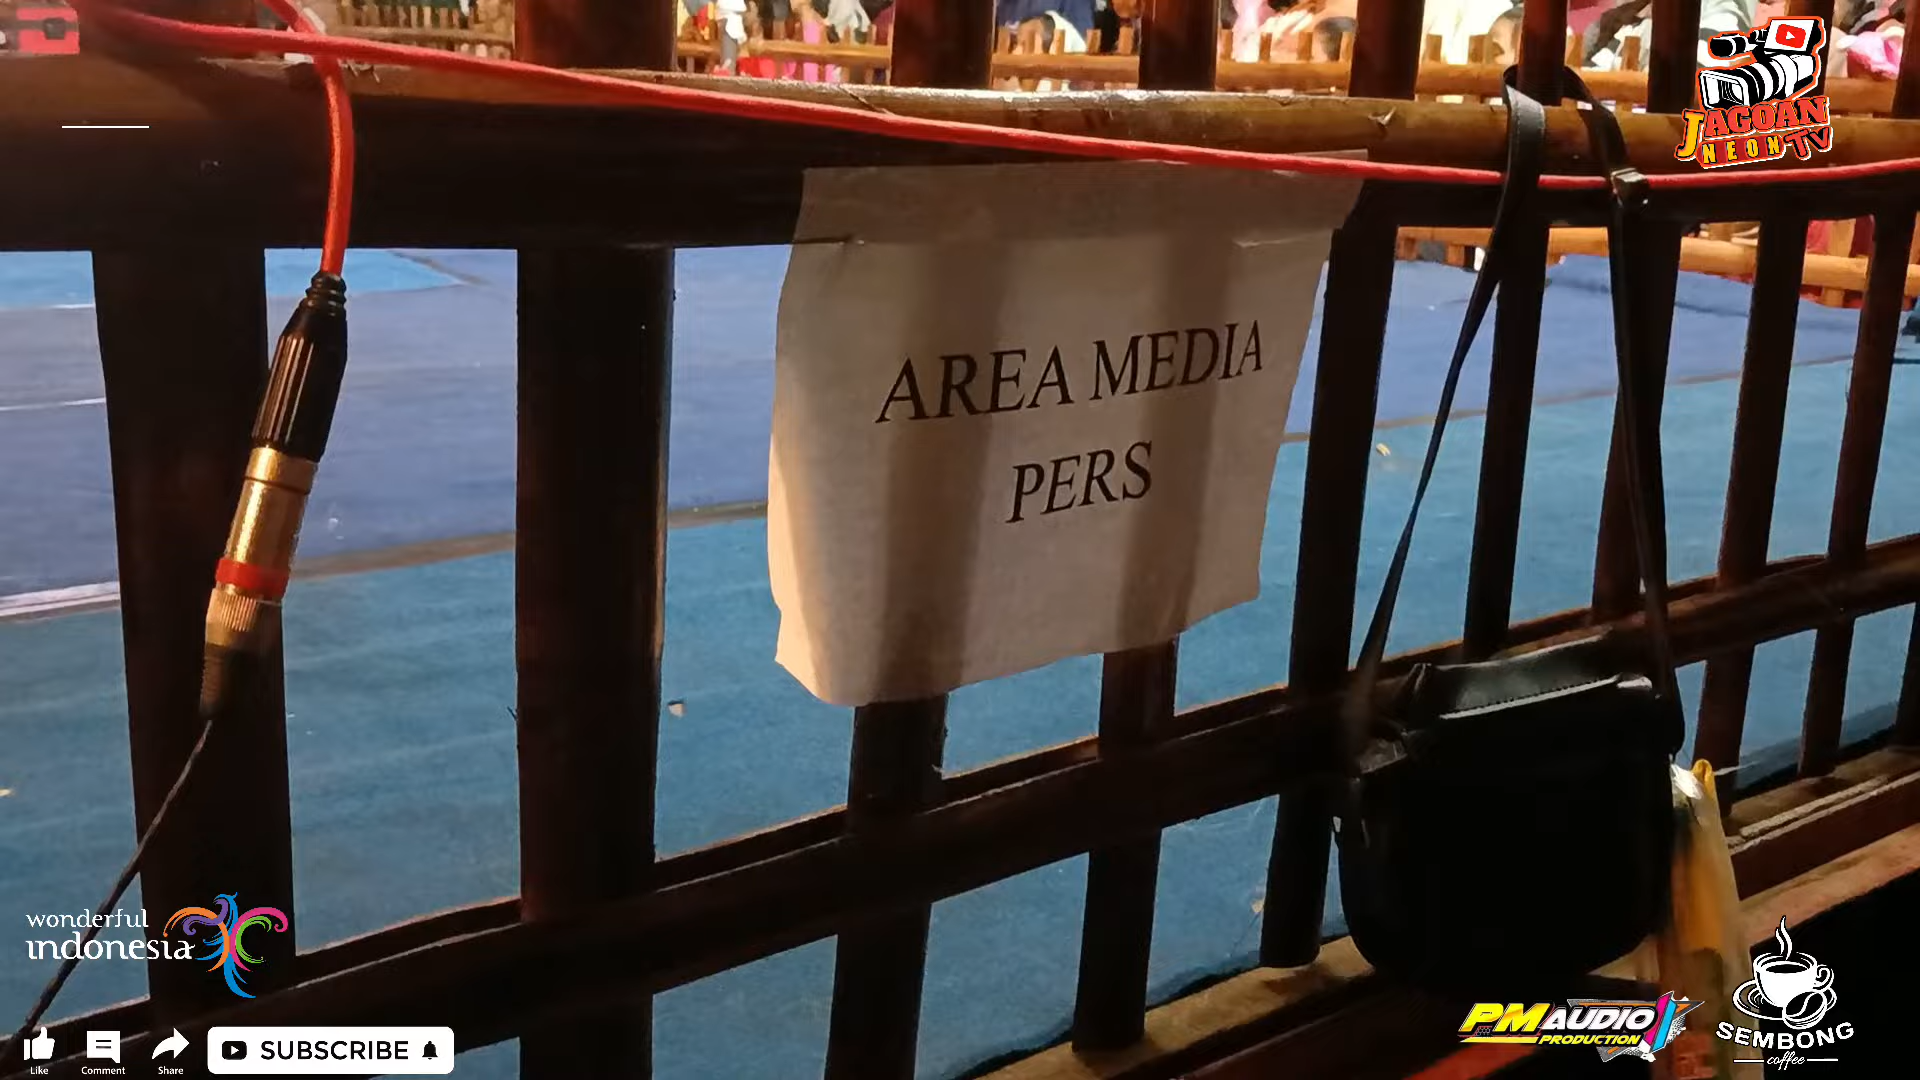 JAGOAN
NEON TV
AREA MEDIA
PERS
wonderful
indonesia
Like
Comment
Share
SUBSCRIBE
PM AUDIO
PRODUCTION
SEMBONG
coffee